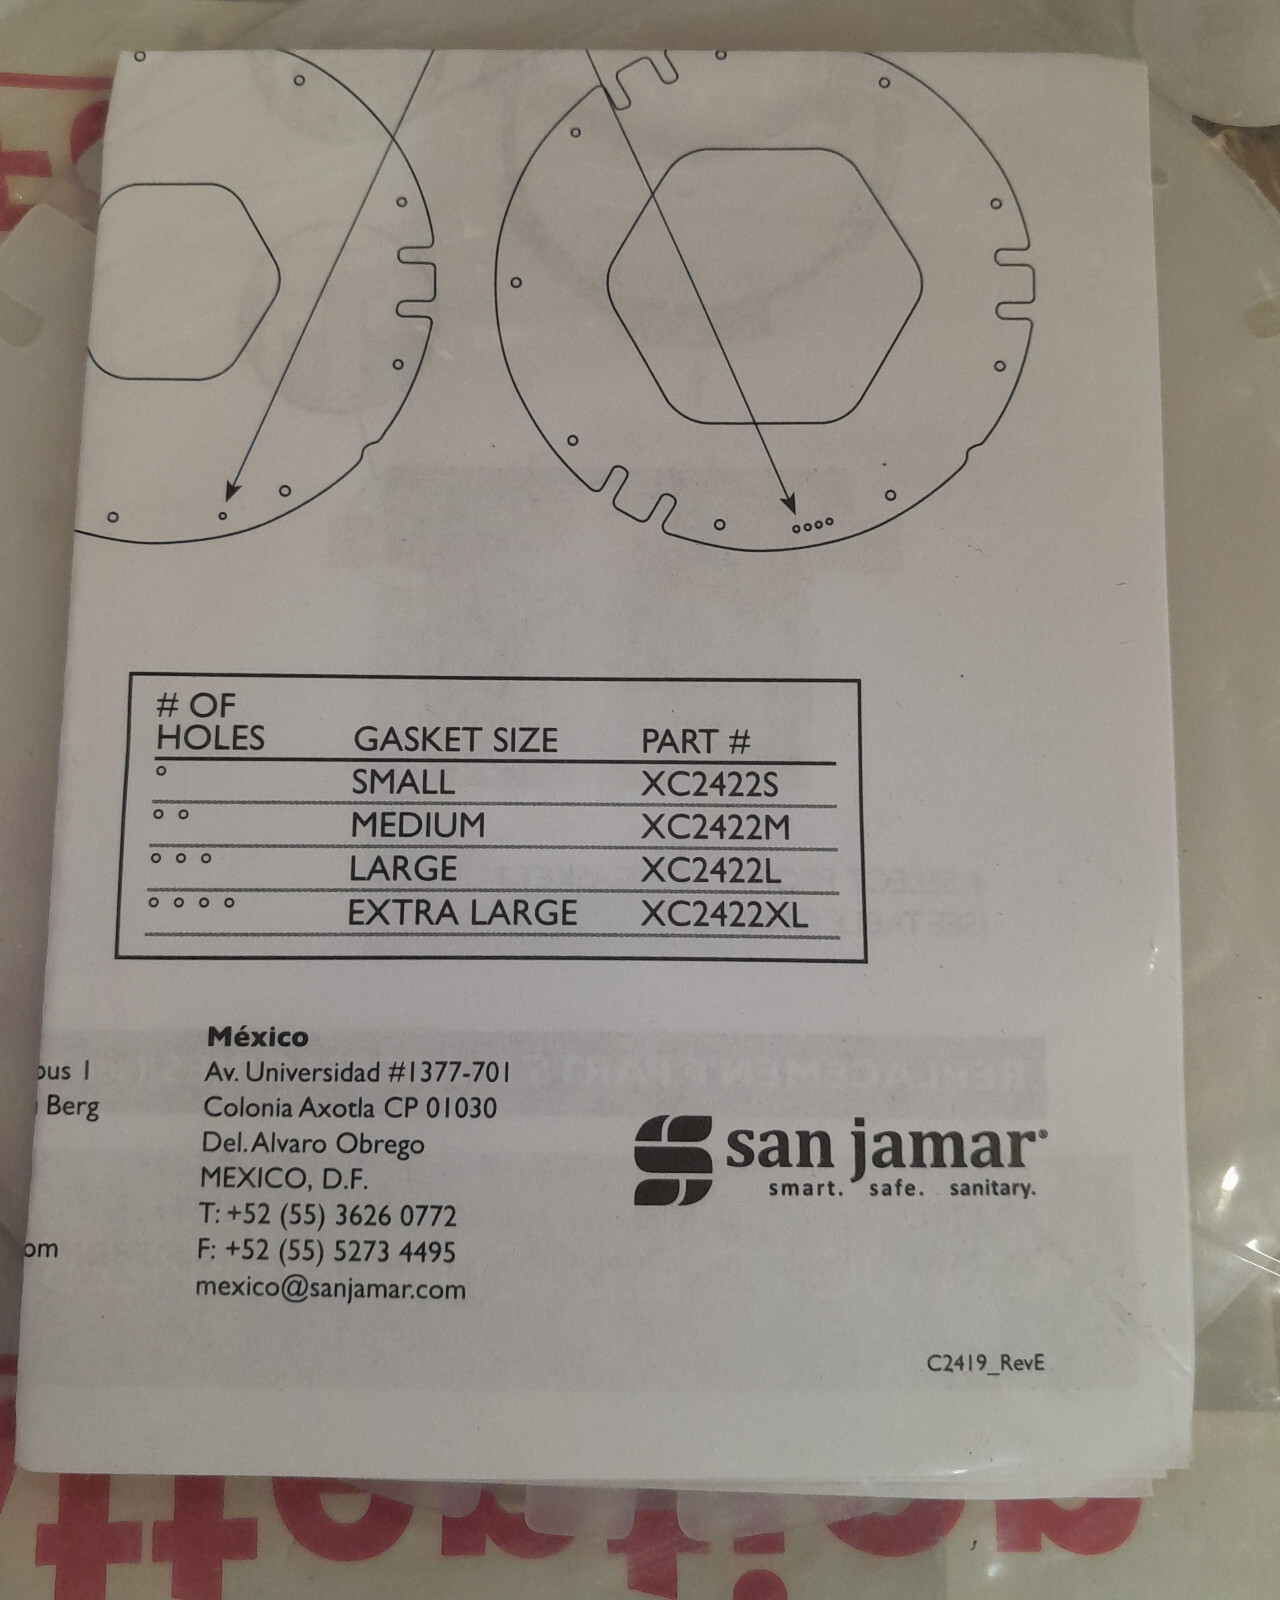 # OF
HOLES GASKET SIZE PART #
SMALL XC2422S
MEDIUM XC2422M
LARGE XC2422L
EXTRA LARGE XC2422XL
México
Av. Universidad #1377-701
Colonia Axotla CP 01030
Del. Alvaro Obrego
MEXICO, D.F.
T: +52 (55) 3626 0772
F: +52 (55) 5273 4495
mexico@sanjamar.com
Berg
san jamar®
smart. safe. sanitary.
C2419_RevE